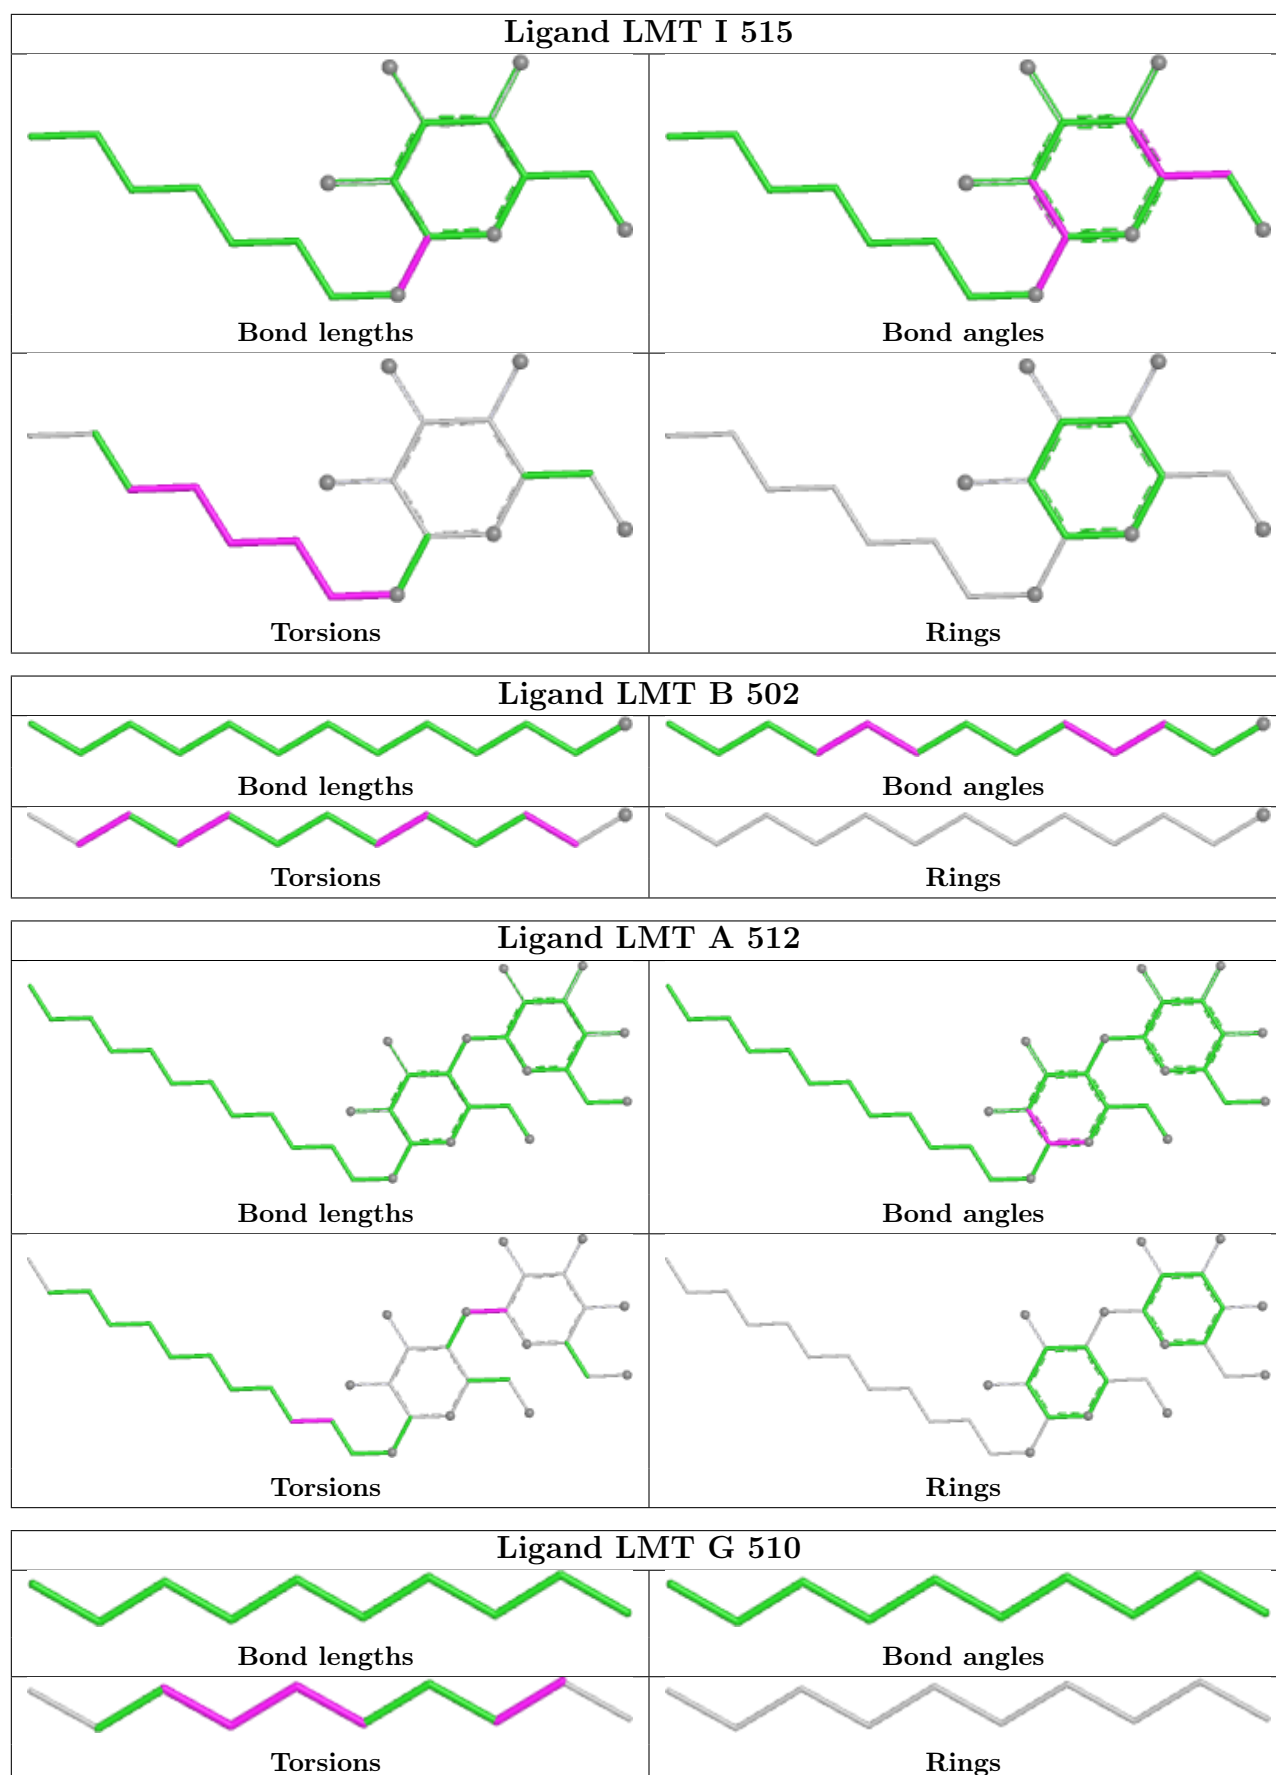 Ligand LMT I 515
Bond lengths
Bond angles
Torsions
Rings
Ligand LMT B 502
Bond lengths
Bond angles
Torsions
Rings
Ligand LMT A 512
Bond lengths
Bond angles
Torsions
Rings
Ligand LMT G 510
Bond lengths
Bond angles
Torsions
Rings